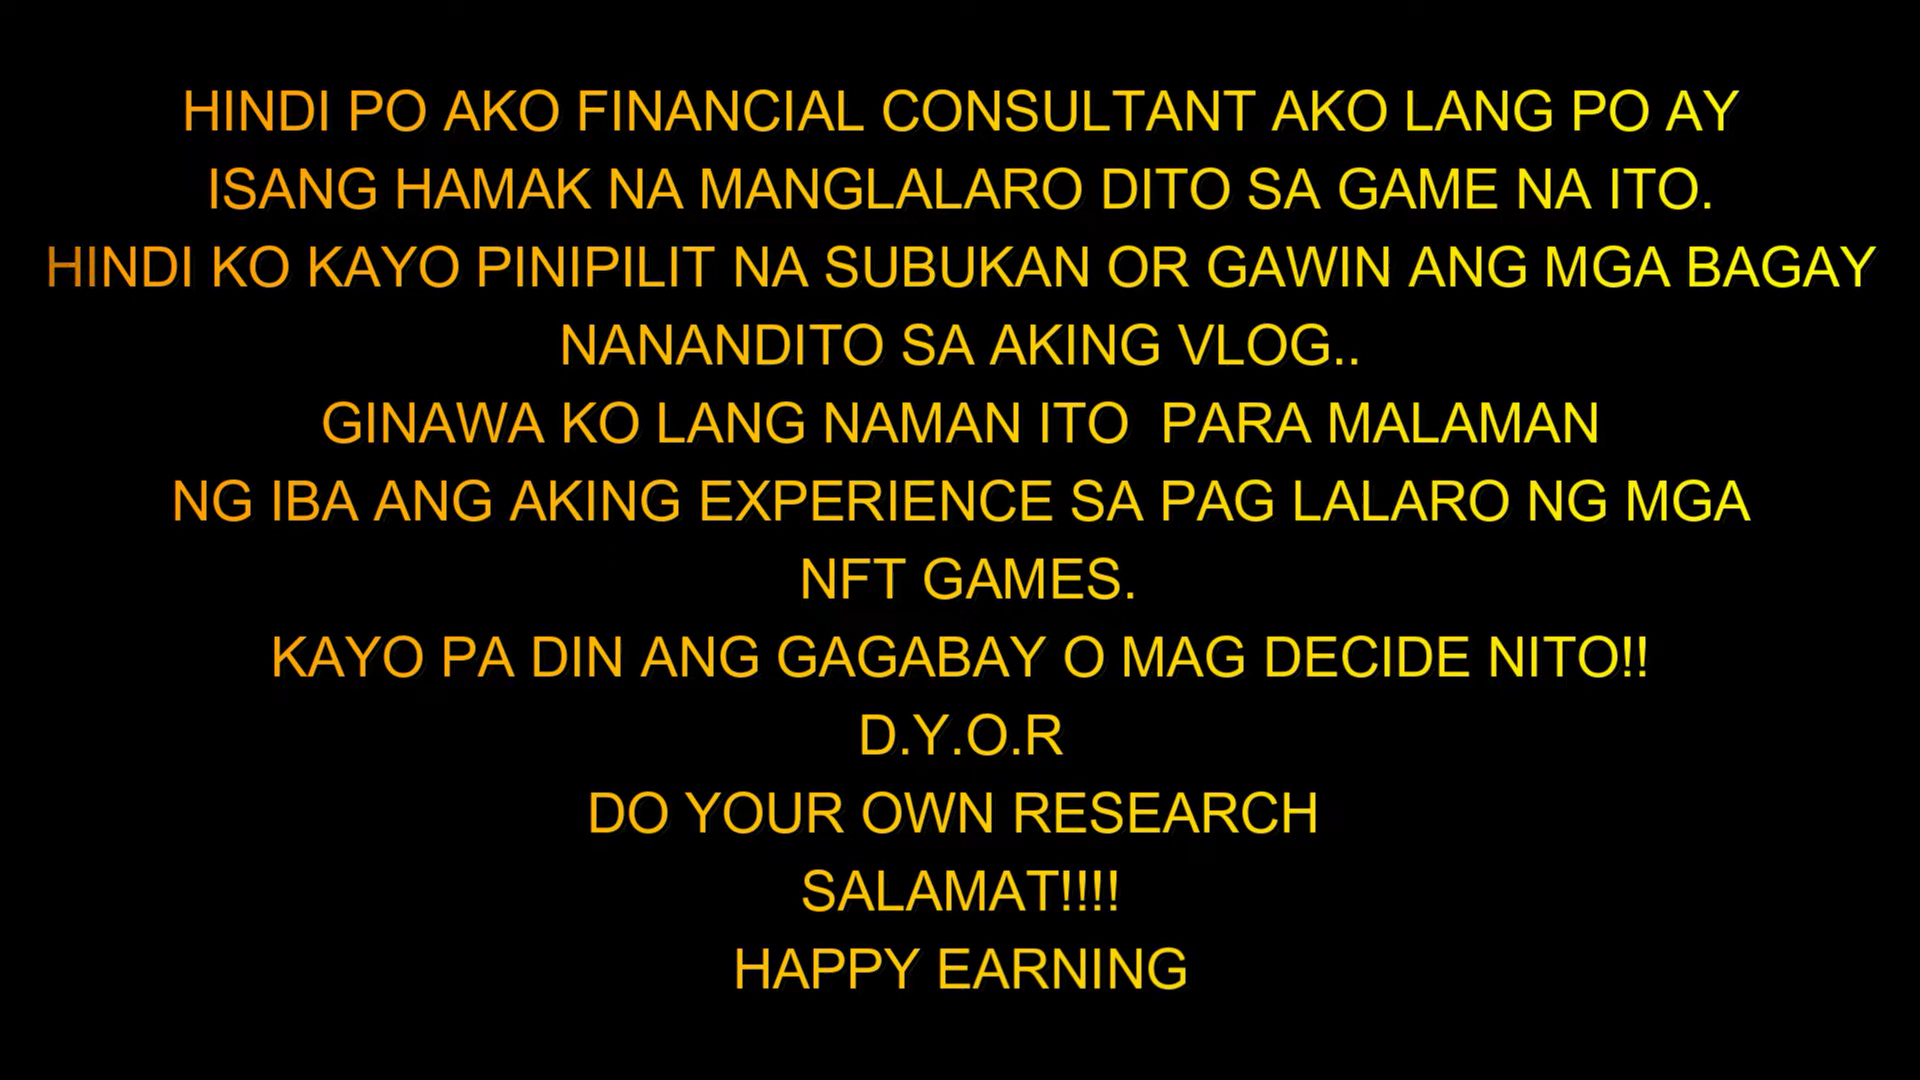 HINDI PO AKO FINANCIAL CONSULTANT AKO LANG PO AY
ISANG HAMAK NA MANGLALARO DITO SA GAME NA ITO.
HINDI KO KAYO PINIPILIT NA SUBUKAN OR GAWIN ANG MGA BAGAY
NANANDITO SA AKING VLOG..
GINAWA KO LANG NAMAN ITO  PARA MALAMAN
NG IBA ANG AKING EXPERIENCE SA PAG LALARO NG MGA
NFT GAMES.
KAYO PA DIN ANG GAGABAY O MAG DECIDE NITO!!
D.Y.O.R
DO YOUR OWN RESEARCH
SALAMAT!!!!
HAPPY EARNING